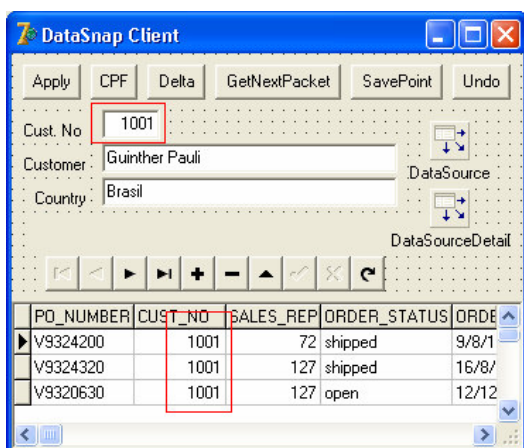 DataSnap Client
Apply CPF Delta GetNextPacket SavePoint Undo
Cust. No 1001
Customer Guinther Pauli
DataSource
Country Brasil
DataSourceDetail
PO_NUMBER CUST_NO SALES_REP ORDER_STATUS ORDE
V9324200 1001 72 shipped 9/8/1
V9324320 1001 127 shipped 16/8/
V9320630 1001 127 open 12/12